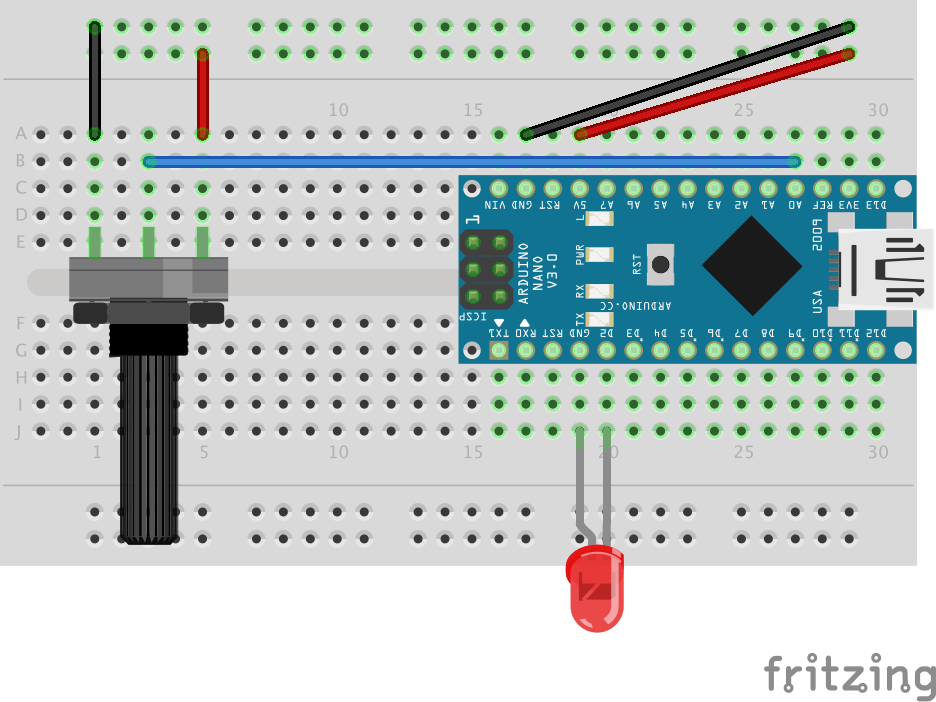 10 15 25
A
B
C
D
E
F
G
H
I
J
VIN GND RST 5V A7 A6 A5 A4 A3 A2 A1 A0 REF 3V3 D13
1
L
PWR
RX
TX
RST
ARDUINO
NANO
V3.0
ARDUINO.CC
ICSP
USA
TX1 RX0 RST GND D2 D3 D4 D5 D6 D7 D8 D9 D10 D11 D12
1 5 10 15 20 25 30
fritzing